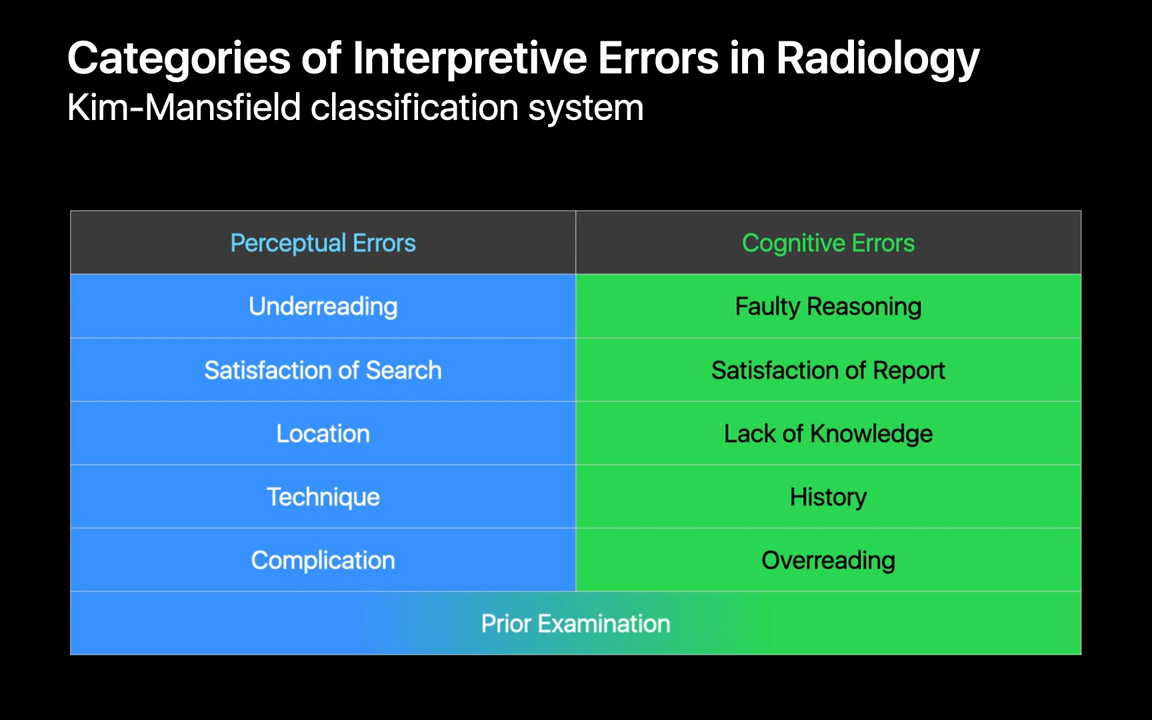 Categories of Interpretive Errors in Radiology
Kim-Mansfield classification system
Perceptual Errors
Cognitive Errors
Underreading
Faulty Reasoning
Satisfaction of Search
Satisfaction of Report
Location
Lack of Knowledge
Technique
History
Complication
Overreading
Prior Examination